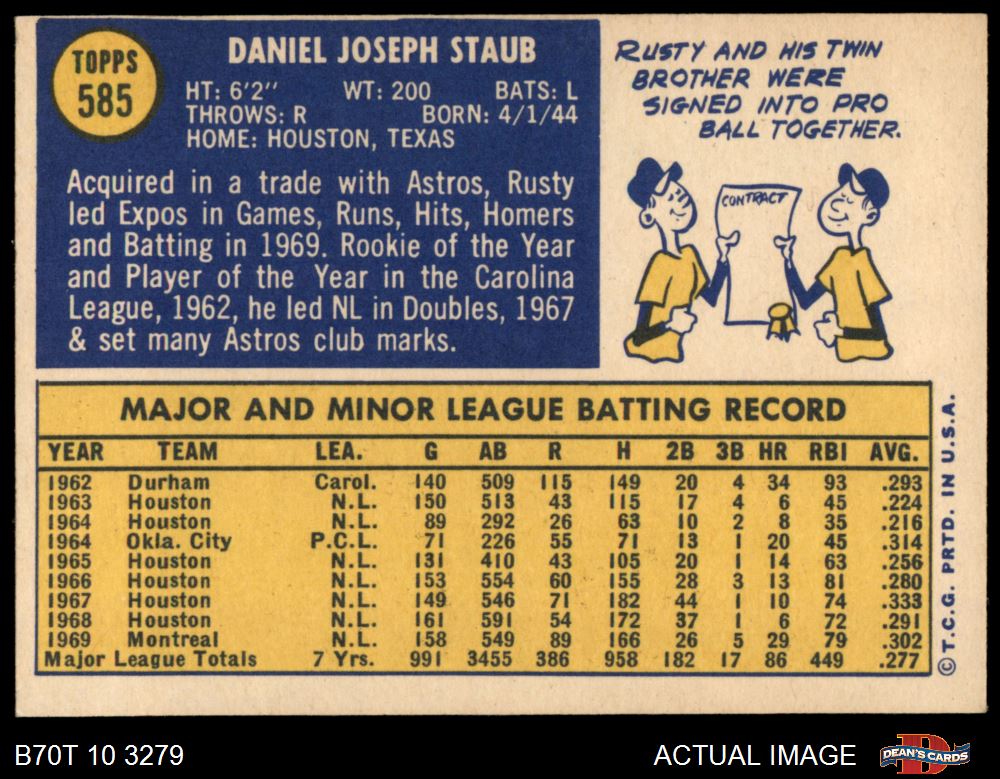 TOPPS
585
DANIEL JOSEPH STAUB
HT: 6'2" WT: 200 BATS: L
THROWS: R BORN: 4/1/44
HOME: HOUSTON, TEXAS
Acquired in a trade with Astros, Rusty
led Expos in Games, Runs, Hits, Homers
and Batting in 1969. Rookie of the Year
and Player of the Year in the Carolina
League, 1962, he led NL in Doubles, 1967
& set many Astros club marks.
RUSTY AND HIS TWIN
BROTHER WERE
SIGNED INTO PRO
BALL TOGETHER.
CONTRACT
MAJOR AND MINOR LEAGUE BATTING RECORD
YEAR TEAM LEA. G AB R H 2B 3B HR RBI AVG.
1962 Durham Carol. 140 509 115 149 20 4 34 93 .293
1963 Houston N.L. 150 513 43 115 17 4 6 45 .224
1964 Houston N.L. 89 292 26 63 10 2 8 35 .216
1964 Okla. City P.C.L. 71 226 55 71 13 1 20 45 .314
1965 Houston N.L. 131 410 43 105 20 1 14 63 .256
1966 Houston N.L. 153 554 60 155 28 3 13 81 .280
1967 Houston N.L. 149 546 71 182 44 1 10 74 .333
1968 Houston N.L. 161 591 54 172 37 1 6 72 .291
1969 Montreal N.L. 158 549 89 166 26 5 29 79 .302
Major League Totals 7 Yrs. 991 3455 386 958 182 17 86 449 .277
© T.C.G. PRTD. IN U.S.A.
B70T 10 3279
ACTUAL IMAGE
DEAN'S CARDS